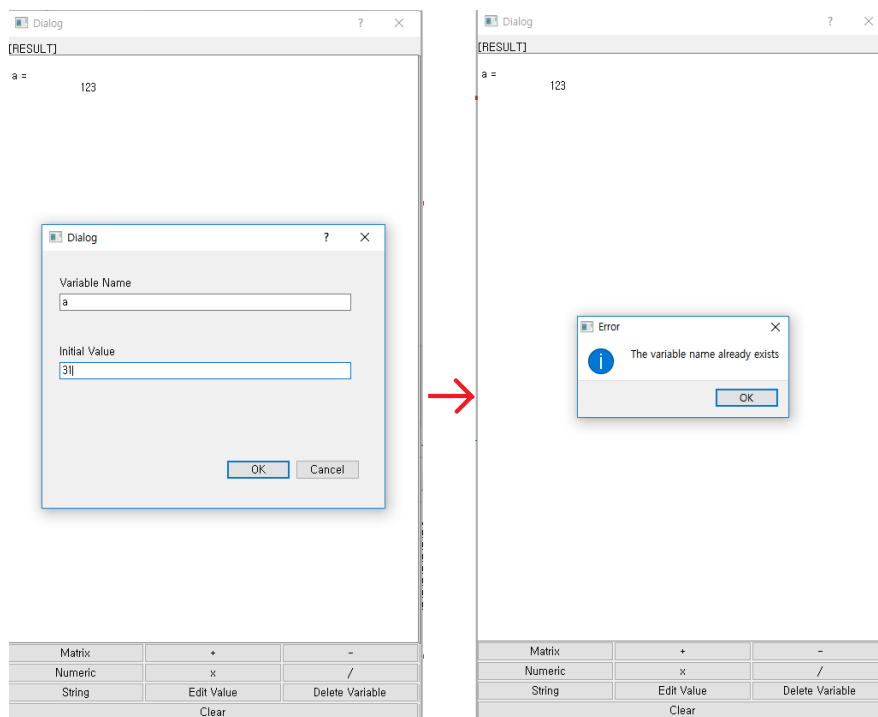 Dialog
[RESULT]
a =
123
Dialog
Variable Name
a
Initial Value
31
OK Cancel
Matrix + -
Numeric x /
String Edit Value Delete Variable
Clear
Dialog
[RESULT]
a =
123
Error
The variable name already exists
OK
Matrix + -
Numeric x /
String Edit Value Delete Variable
Clear